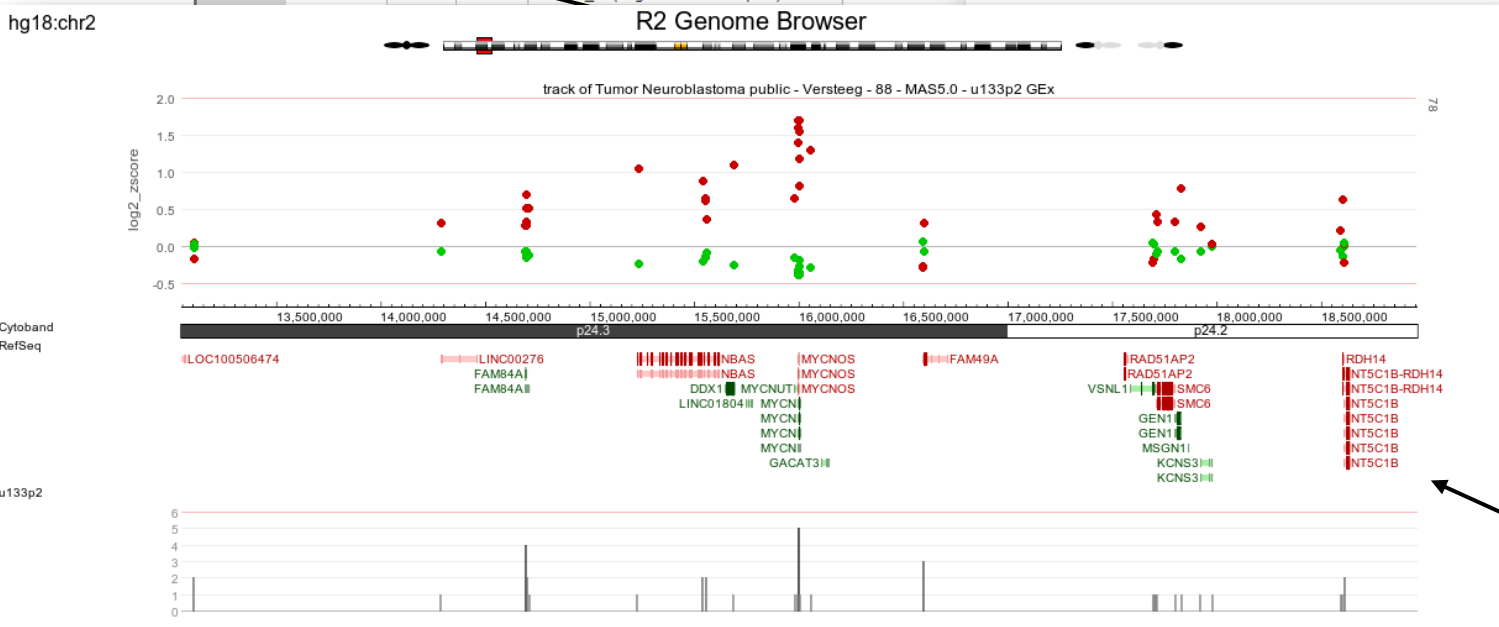 hg18:chr2
R2 Genome Browser
track of Tumor Neuroblastoma public - Versteeg - 88 - MAS5.0 - u133p2 GEx
78
log2_zscore
2.0
1.5
1.0
0.5
0.0
-0.5
13,500,000 14,000,000 14,500,000 15,000,000 15,500,000 16,000,000 16,500,000 17,000,000 17,500,000 18,000,000 18,500,000
Cytoband p24.3 p24.2
RefSeq
LOC100506474 LINC00276 NBAS MYCNOS FAM49A RAD51AP2 RDH14
FAM84A NBAS MYCNOS RAD51AP2 NT5C1B-RDH14
FAM84A DDX1 MYCNUT MYCNOS VSNL1 SMC6 NT5C1B-RDH14
LINC01804 MYCN SMC6 NT5C1B
MYCN GEN1 NT5C1B
MYCN GEN1 NT5C1B
MYCN MSGN1 NT5C1B
GACAT3 KCNS3 NT5C1B
KCNS3
u133p2
6
5
4
3
2
1
0